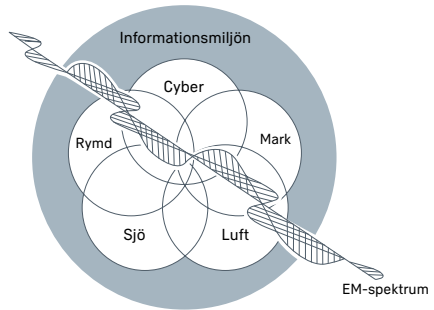 Informationsmiljön
Cyber
Rymd
Mark
Sjö
Luft
EM-spektrum